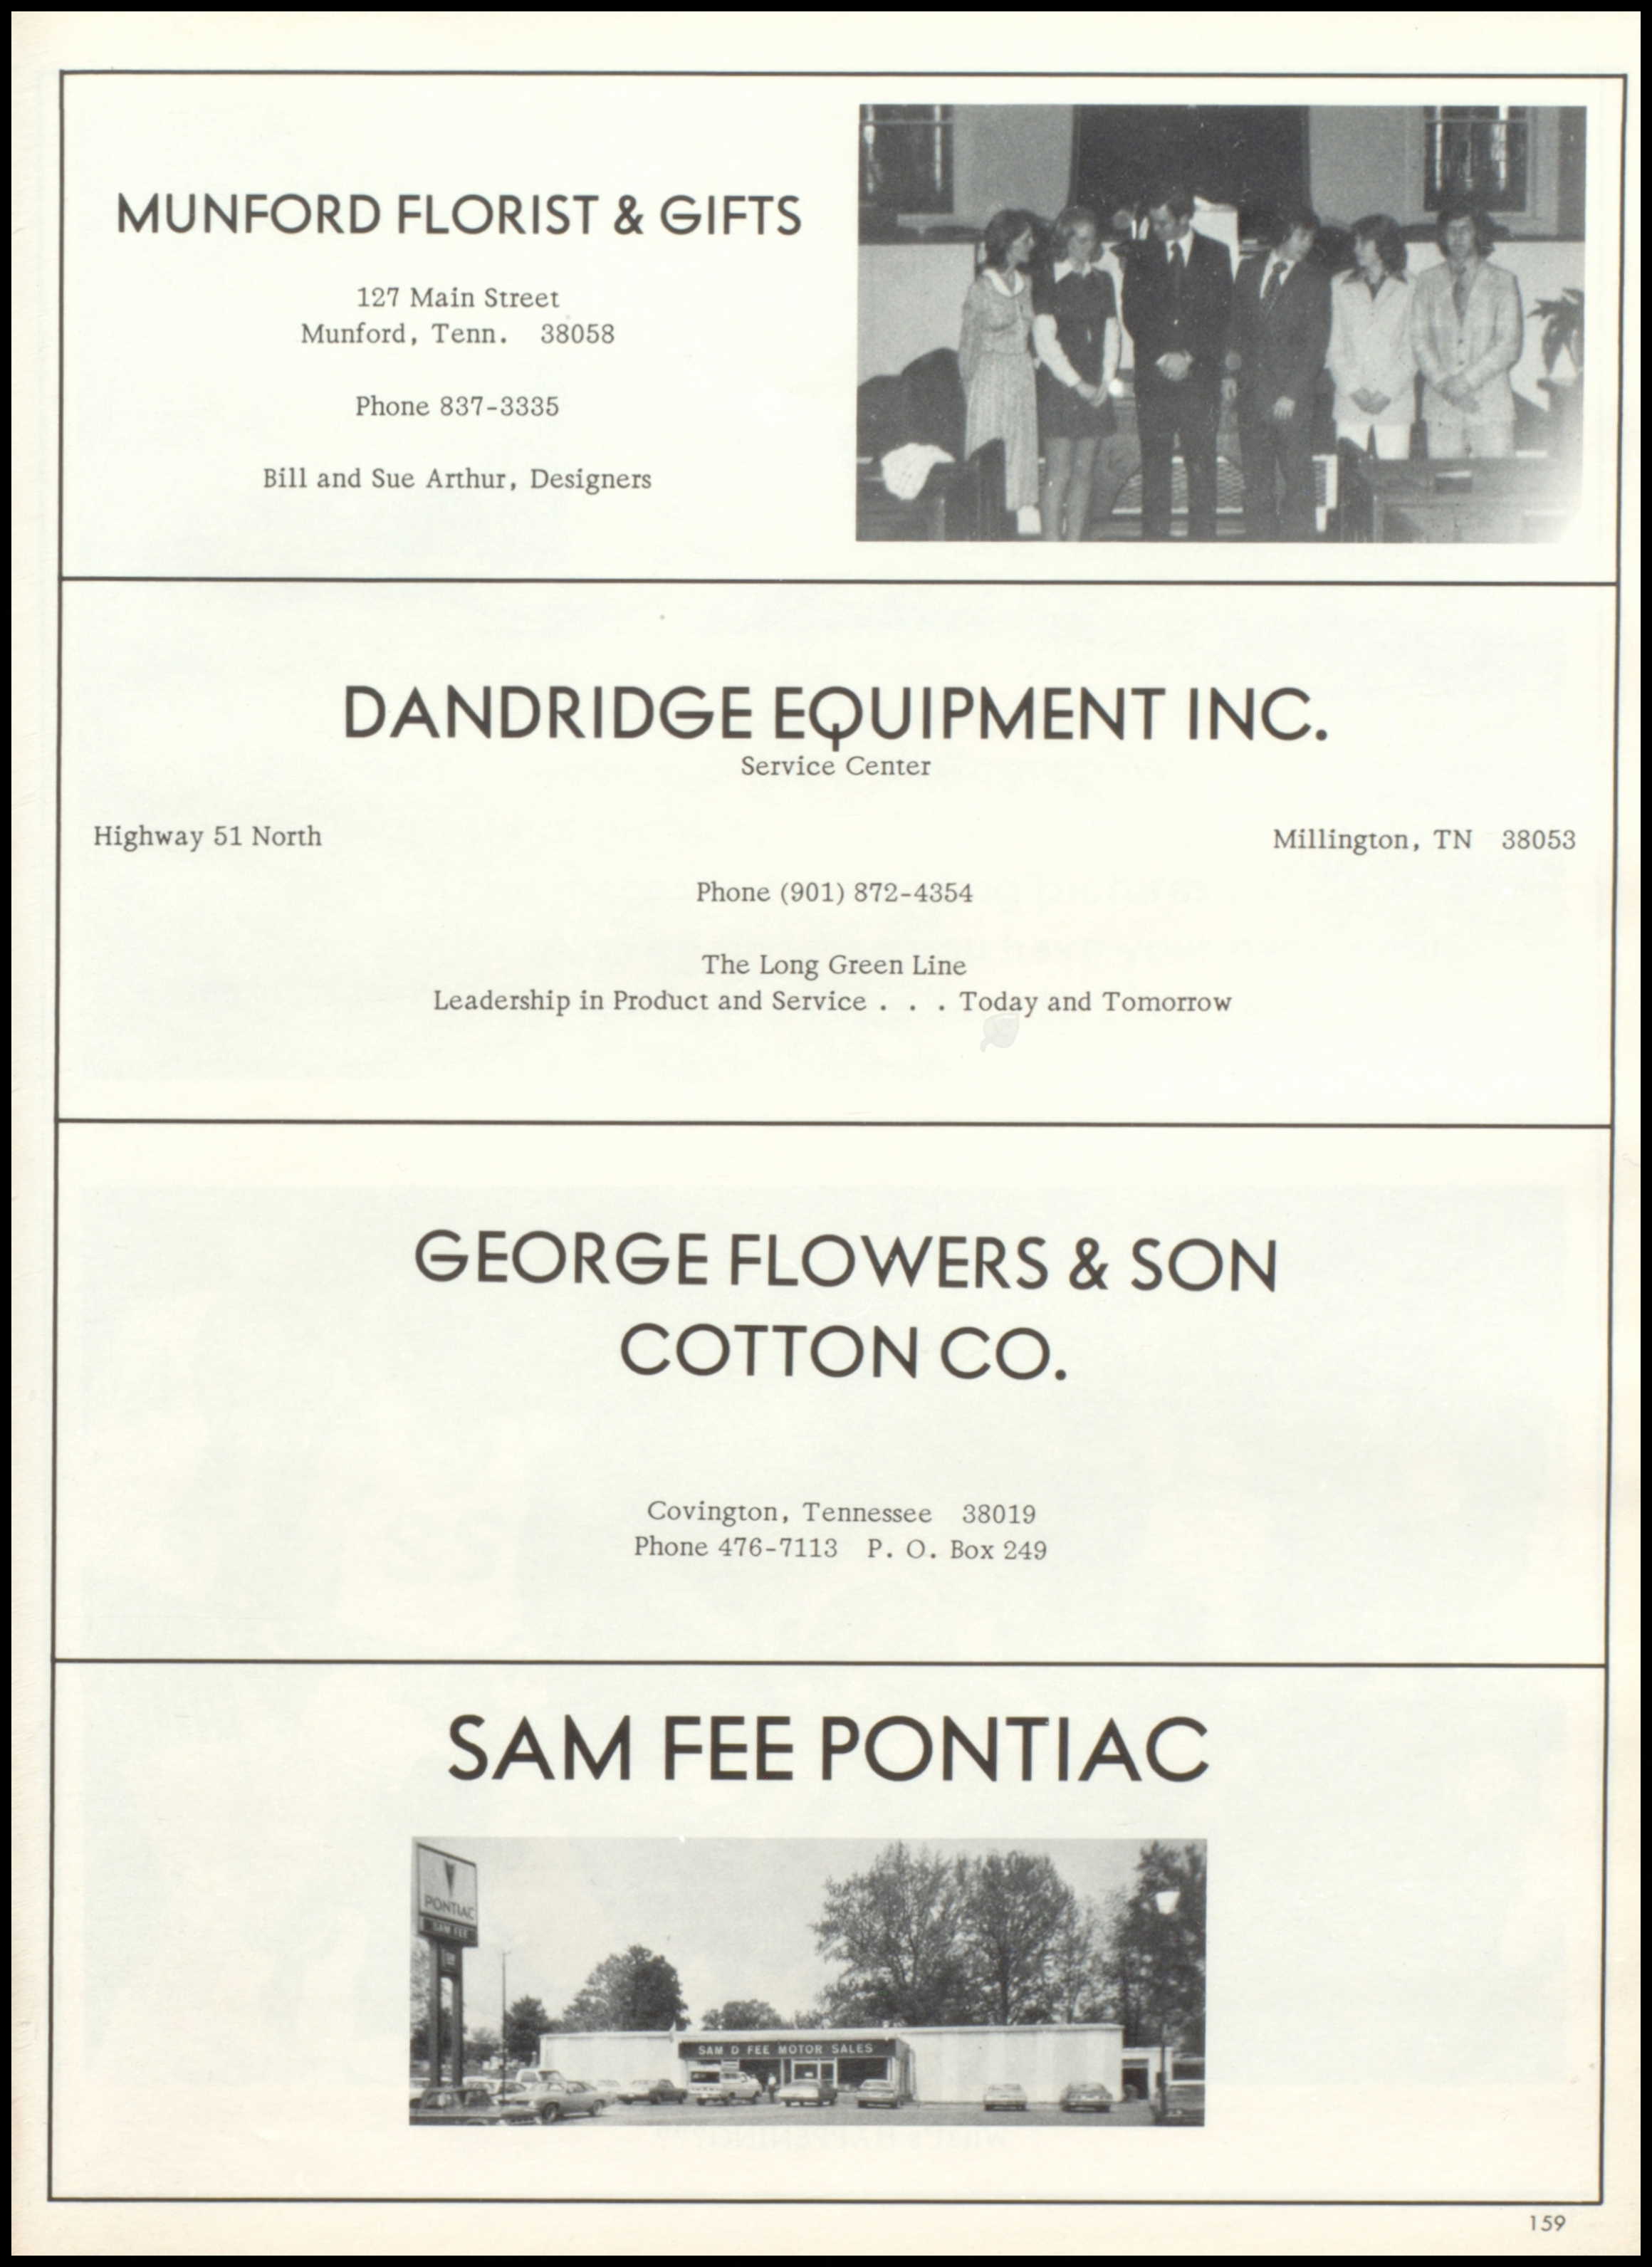 MUNFORD FLORIST & GIFTS
127 Main Street
Munford, Tenn. 38058
Phone 837-3335
Bill and Sue Arthur, Designers
DANDRIDGE EQUIPMENT INC.
Service Center
Highway 51 North
Millington, TN 38053
Phone (901) 872-4354
The Long Green Line
Leadership in Product and Service . . . Today and Tomorrow
GEORGE FLOWERS & SON
COTTON CO.
Covington, Tennessee 38019
Phone 476-7113 P. O. Box 249
SAM FEE PONTIAC
PONTIAC
SAM FEE
SAM D FEE MOTOR SALES
159